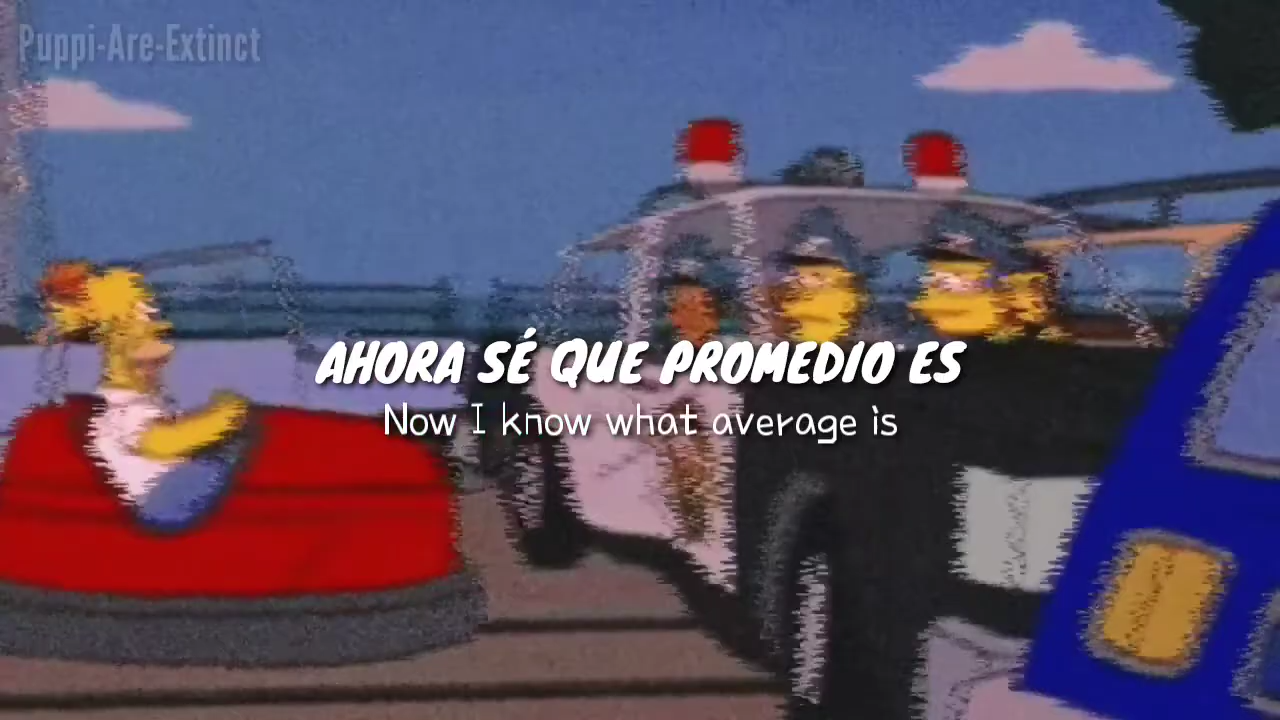 Puppi-Are-Extinct
AHORA SÉ QUE PROMEDIO ES
Now I know what average is